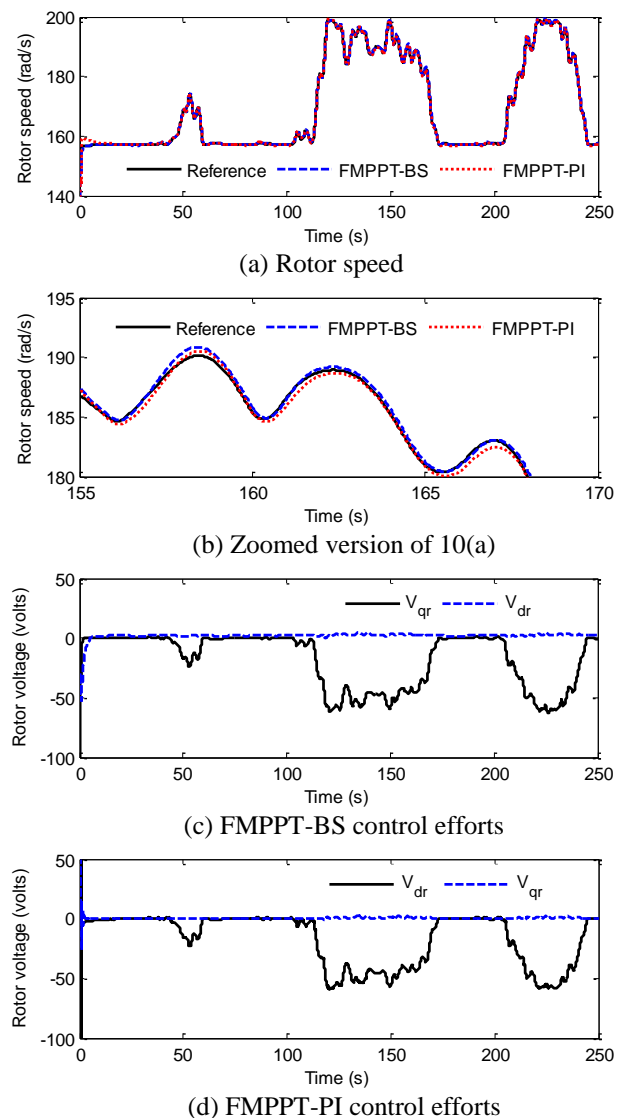 200
180
160
140
Rotor speed (rad/s)
Reference FMPPT-BS FMPPT-PI
0 50 100 150 200 250
Time (s)
(a) Rotor speed
195
190
185
180
Rotor speed (rad/s)
Reference FMPPT-BS FMPPT-PI
155 160 165 170
Time (s)
(b) Zoomed version of 10(a)
50
0
-50
-100
Rotor voltage (volts)
V_qr
V_dr
0 50 100 150 200 250
Time (s)
(c) FMPPT-BS control efforts
50
0
-50
-100
Rotor voltage (volts)
V_dr V_qr
0 50 100 150 200 250
Time (s)
(d) FMPPT-PI control efforts